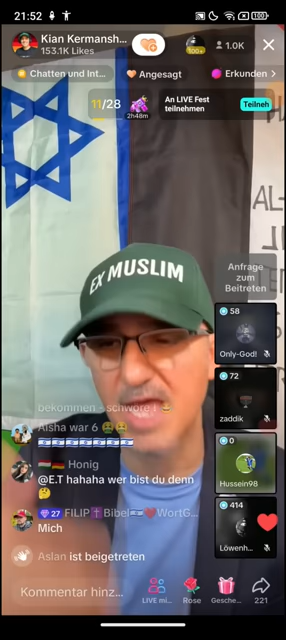 21:52
100
Kian Kermansh...
153.1K Likes
100+
1.0K
Chatten und Int...
Angesagt
Erkunden
11/28
2h48m
An LIVE Fest
teilnehmen
Teilneh
EX MUSLIM
Anfrage
zum
Beitreten
58
Only-God!
72
zaddik
0
Hussein98
414
Löwenh...
bekommen
schwöre
Aisha war 6
Honig
@E.T hahaha wer bist du denn
27 FILIP Bibel WortG...
Mich
Aslan ist beigetreten
Kommentar hinz...
LIVE mi...
Rose
Gesche...
221